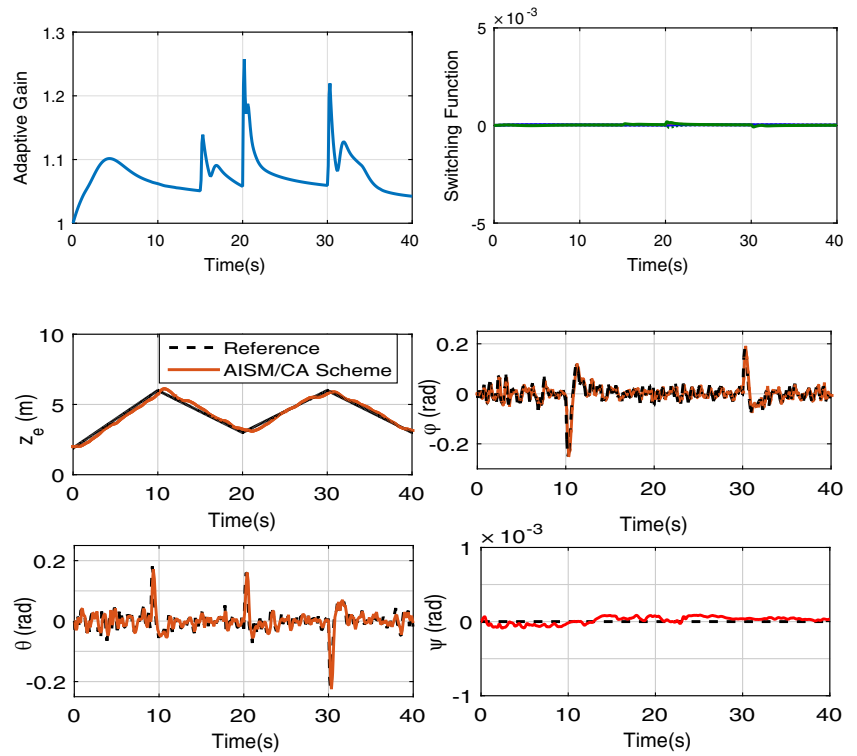 Adaptive Gain
1.3
1.2
1.1
1
0 10 20 30 40
Time(s)
× 10⁻³
Switching Function
5
0
-5
0 10 20 30 40
Time(s)
z_e (m)
10
5
0
Reference
AISM/CA Scheme
0 10 20 30 40
Time(s)
φ (rad)
0.2
0
-0.2
0 10 20 30 40
Time(s)
θ (rad)
0.2
0
-0.2
0 10 20 30 40
Time(s)
× 10⁻³
ψ (rad)
1
0
-1
0 10 20 30 40
Time(s)